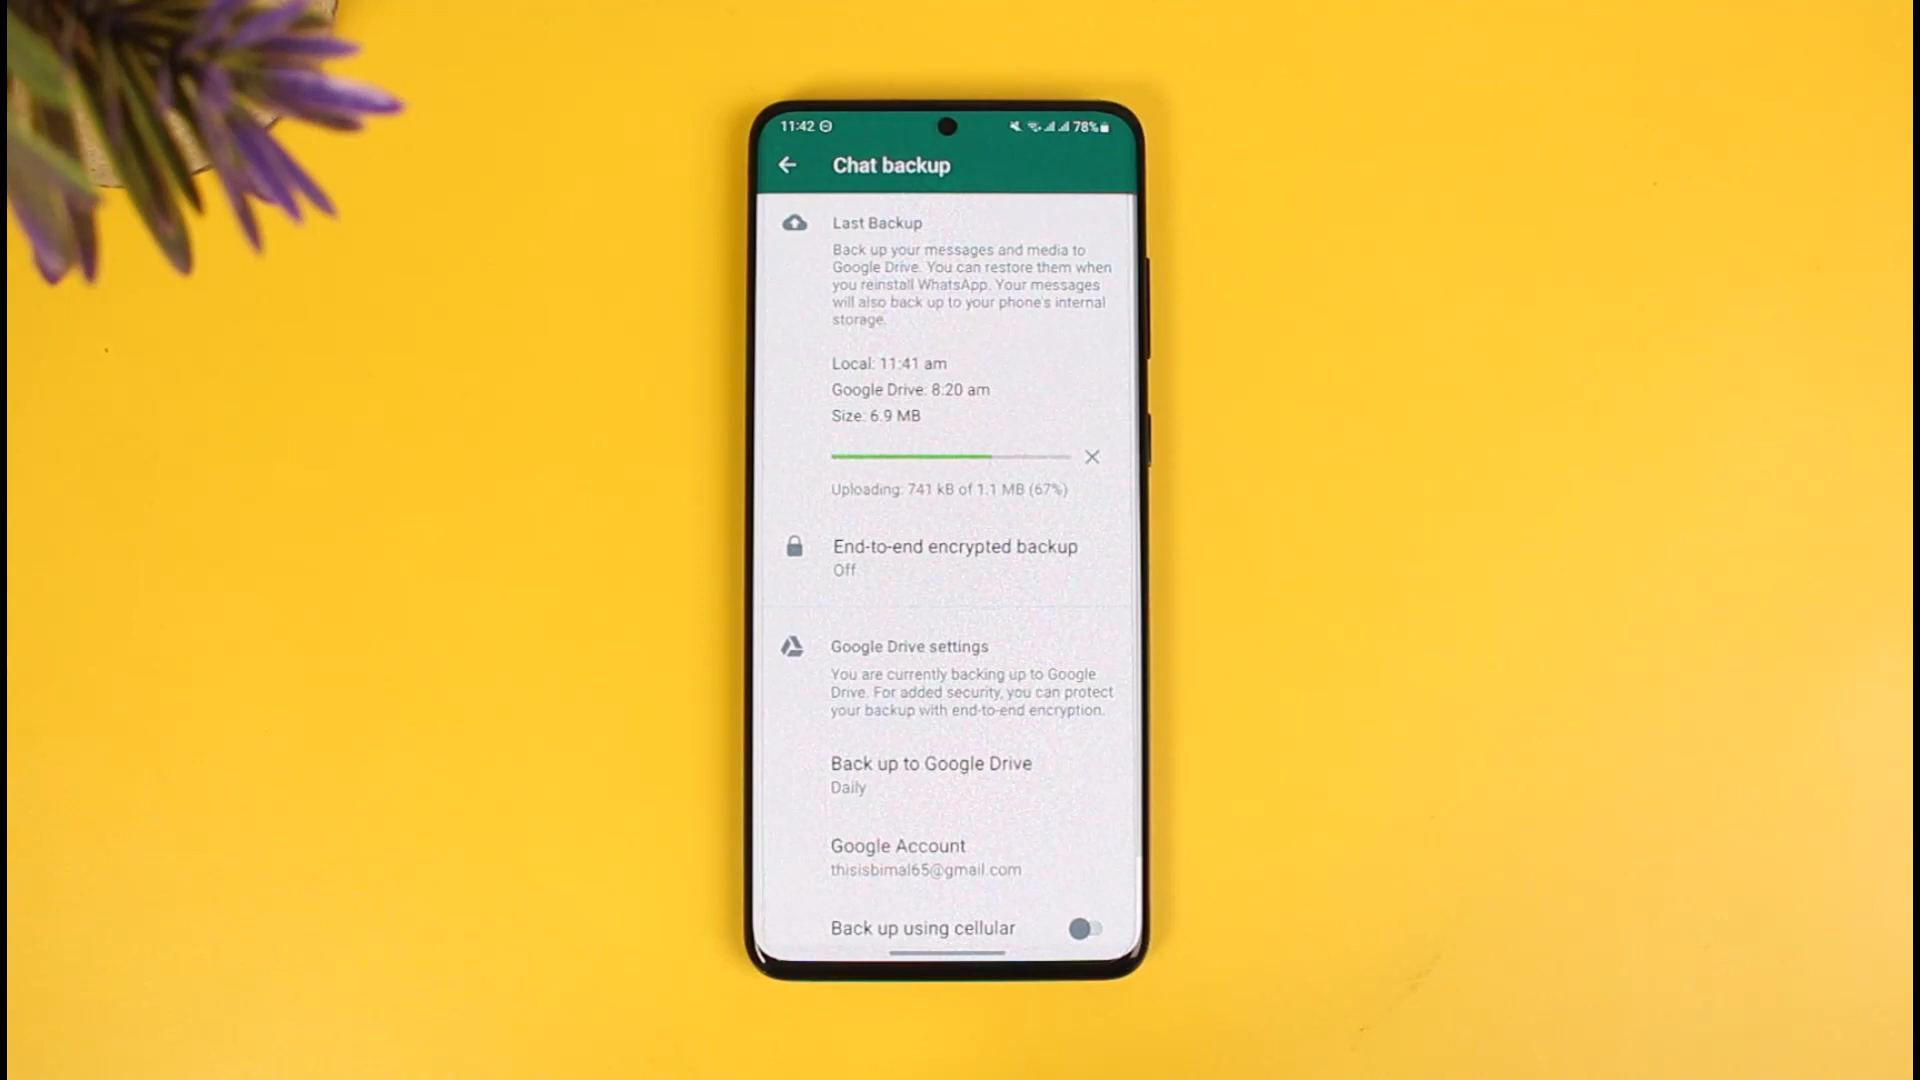 11:42
78%
Chat backup
Last Backup
Back up your messages and media to
Google Drive. You can restore them when
you reinstall WhatsApp. Your messages
will also back up to your phone's internal
storage.
Local: 11:41 am
Google Drive: 8:20 am
Size: 6.9 MB
Uploading: 741 kB of 1.1 MB (67%)
End-to-end encrypted backup
Off
Google Drive settings
You are currently backing up to Google
Drive. For added security, you can protect
your backup with end-to-end encryption.
Back up to Google Drive
Daily
Google Account
thisisbimal65@gmail.com
Back up using cellular